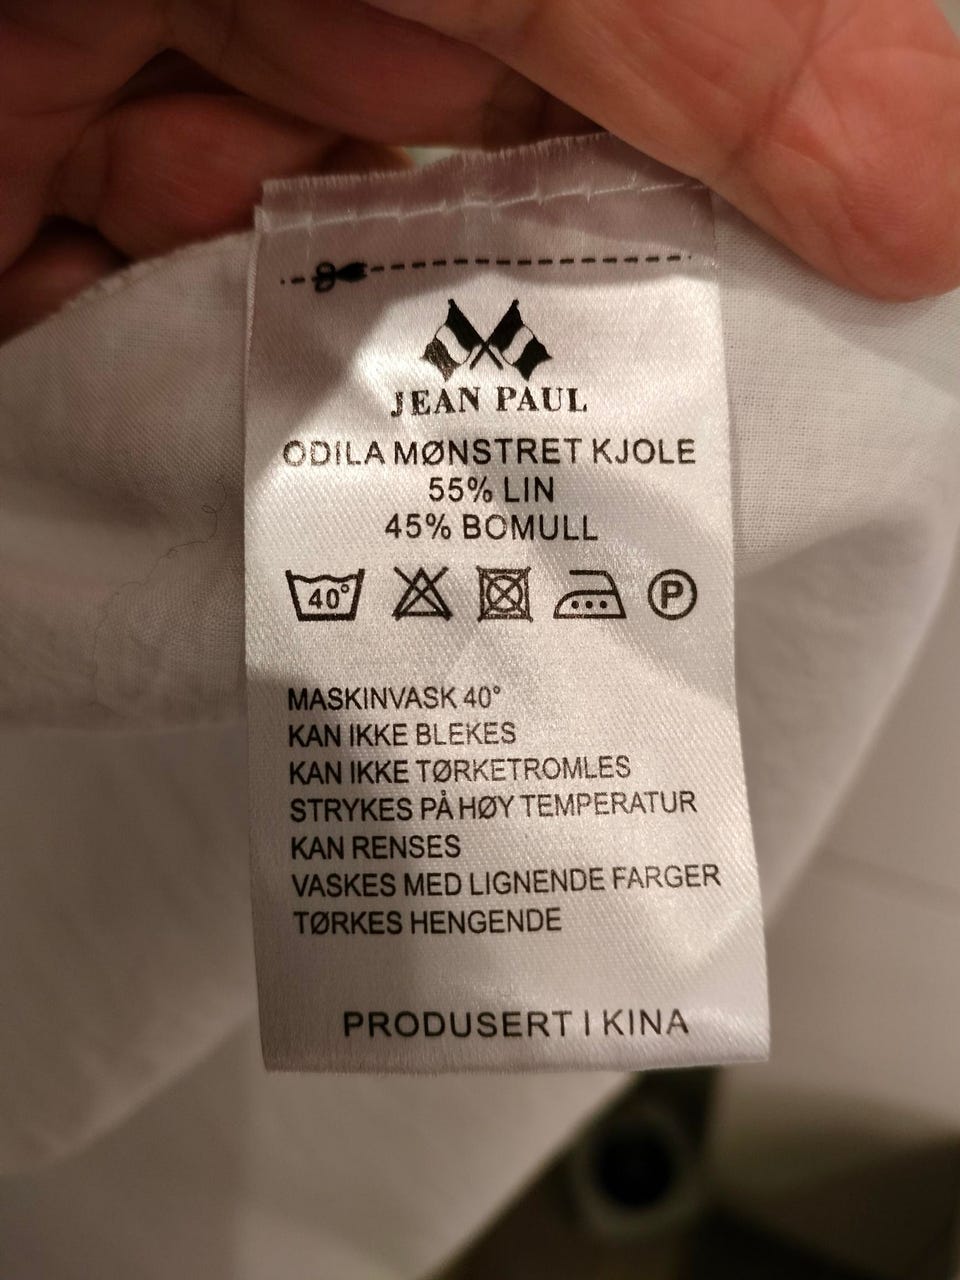 JEAN PAUL
ODILA MØNSTRET KJOLE
55% LIN
45% BOMULL
40° P
MASKINVASK 40°
KAN IKKE BLEKES
KAN IKKE TØRKETROMLES
STRYKES PÅ HØY TEMPERATUR
KAN RENSES
VASKES MED LIGNENDE FARGER
TØRKES HENGENDE
PRODUSERT I KINA